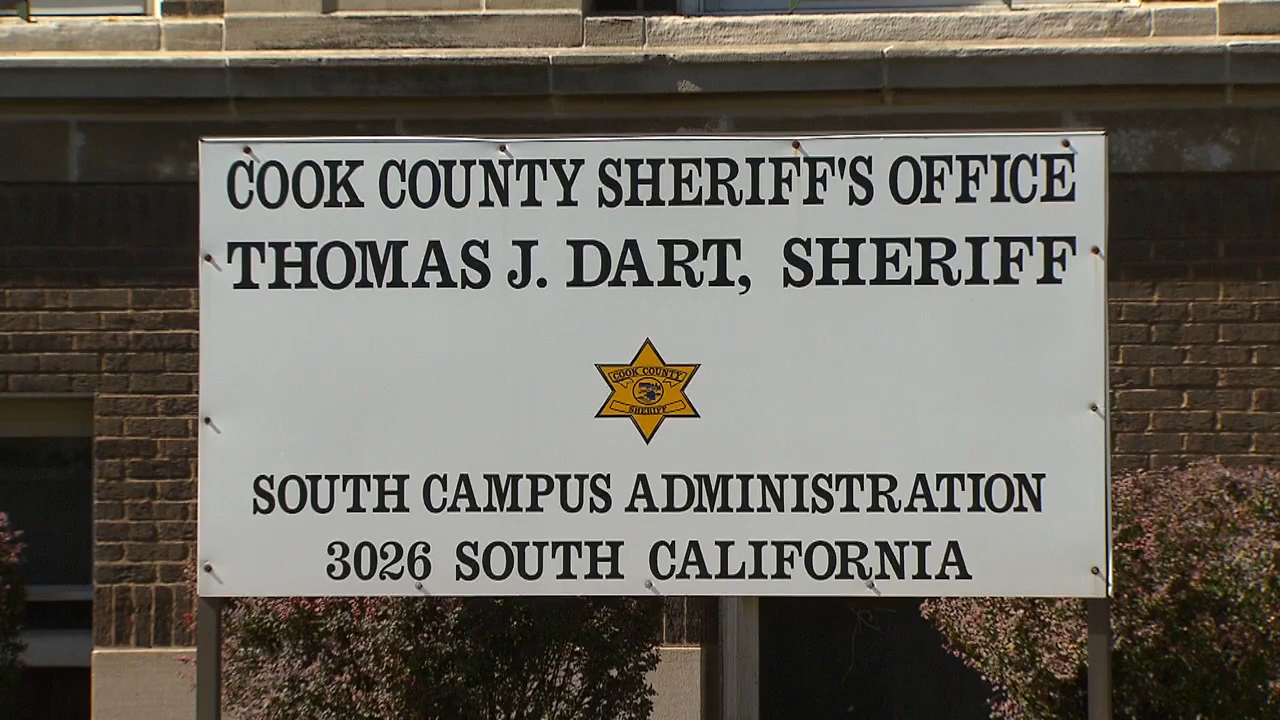 COOK COUNTY SHERIFF'S OFFICE
THOMAS J. DART, SHERIFF
COOK COUNTY
SHERIFF
SOUTH CAMPUS ADMINISTRATION
3026 SOUTH CALIFORNIA